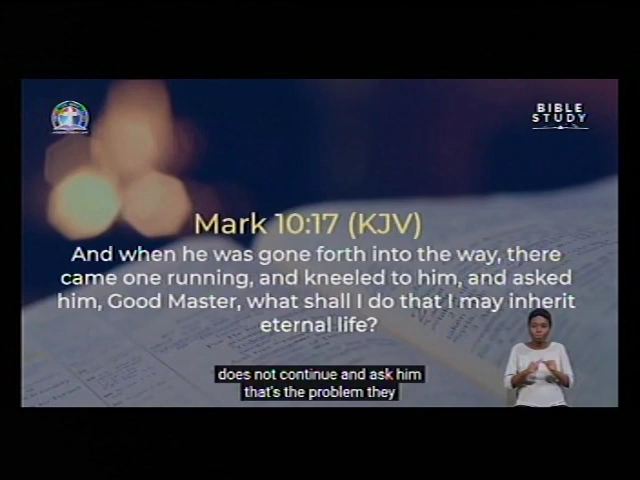 BIBLE
STUDY
Mark 10:17 (KJV)
And when he was gone forth into the way, there
came one running, and kneeled to him, and asked
him, Good Master, what shall I do that I may inherit
eternal life?
does not continue and ask him
that's the problem they